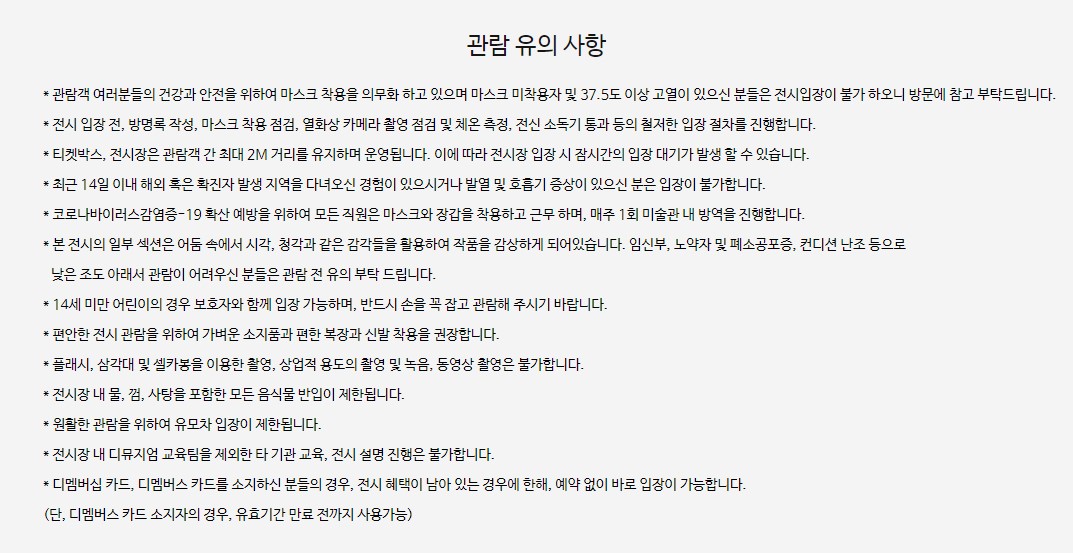 관람 유의 사항
* 관람객 여러분들의 건강과 안전을 위하여 마스크 착용을 의무화 하고 있으며 마스크 미착용자 및 37.5도 이상 고열이 있으신 분들은 전시입장이 불가 하오니 방문에 참고 부탁드립니다.
* 전시 입장 전, 방명록 작성, 마스크 착용 점검, 열화상 카메라 촬영 점검 및 체온 측정, 전신 소독기 통과 등의 철저한 입장 절차를 진행합니다.
* 티켓박스, 전시장은 관람객 간 최대 2M 거리를 유지하며 운영됩니다. 이에 따라 전시장 입장 시 잠시간의 입장 대기가 발생 할 수 있습니다.
* 최근 14일 이내 해외 혹은 확진자 발생 지역을 다녀오신 경험이 있으시거나 발열 및 호흡기 증상이 있으신 분은 입장이 불가합니다.
* 코로나바이러스감염증-19 확산 예방을 위하여 모든 직원은 마스크와 장갑을 착용하고 근무 하며, 매주 1회 미술관 내 방역을 진행합니다.
* 본 전시의 일부 섹션은 어둠 속에서 시각, 청각과 같은 감각들을 활용하여 작품을 감상하게 되어있습니다. 임신부, 노약자 및 폐소공포증, 컨디션 난조 등으로
낮은 조도 아래서 관람이 어려우신 분들은 관람 전 유의 부탁 드립니다.
* 14세 미만 어린이의 경우 보호자와 함께 입장 가능하며, 반드시 손을 꼭 잡고 관람해 주시기 바랍니다.
* 편안한 전시 관람을 위하여 가벼운 소지품과 편한 복장과 신발 착용을 권장합니다.
* 플래시, 삼각대 및 셀카봉을 이용한 촬영, 상업적 용도의 촬영 및 녹음, 동영상 촬영은 불가합니다.
* 전시장 내 물, 껌, 사탕을 포함한 모든 음식물 반입이 제한됩니다.
* 원활한 관람을 위하여 유모차 입장이 제한됩니다.
* 전시장 내 디뮤지엄 교육팀을 제외한 타 기관 교육, 전시 설명 진행은 불가합니다.
* 디멤버십 카드, 디멤버스 카드를 소지하신 분들의 경우, 전시 혜택이 남아 있는 경우에 한해, 예약 없이 바로 입장이 가능합니다.
(단, 디멤버스 카드 소지자의 경우, 유효기간 만료 전까지 사용가능)